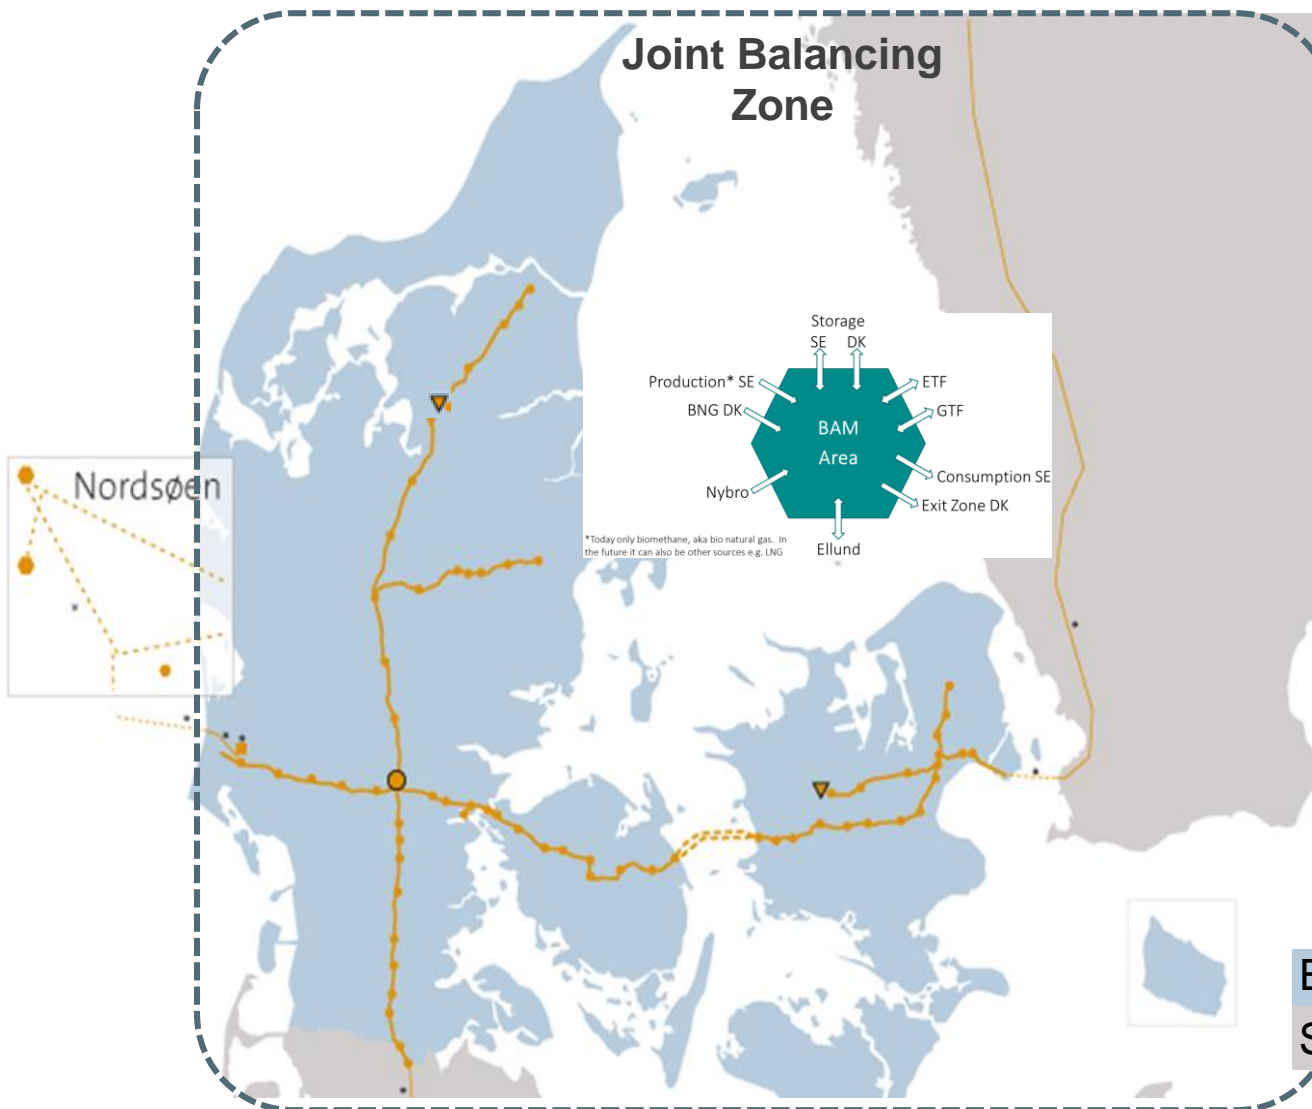 Joint Balancing
Zone
Storage
SE DK
Production* SE
ETF
BNG DK
GTF
BAM
Area
Consumption SE
Nybro
Exit Zone DK
*Today only biomethane, aka bio natural gas. In
the future it can also be other sources e.g. LNG
Ellund
Nordsøen
S